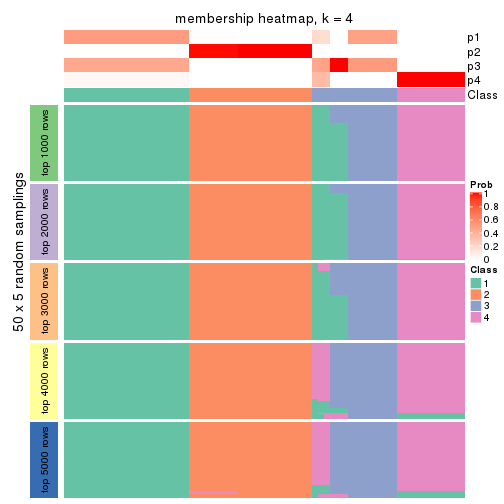 membership heatmap, k = 4
p1
p2
p3
p4
Class
50 x 5 random samplings
top 1000 rows
top 2000 rows
top 3000 rows
top 4000 rows
top 5000 rows
Prob
1
0.8
0.6
0.4
0.2
0
Class
1
2
3
4